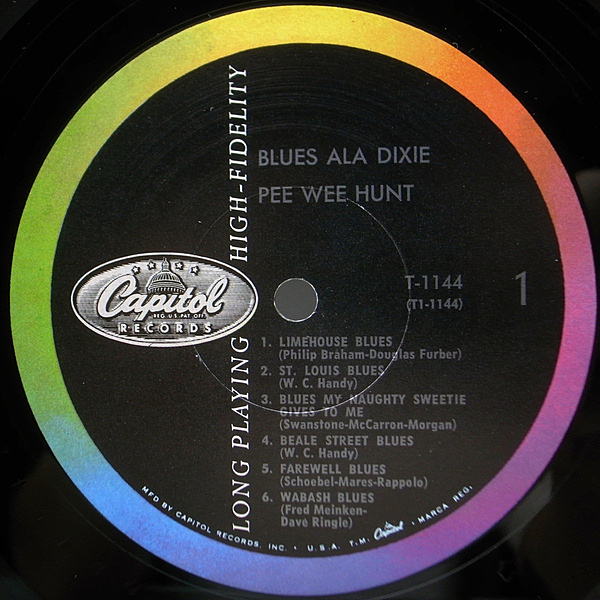 BLUES ALA DIXIE
PEE WEE HUNT
LONG PLAYING HIGH-FIDELITY
Capitol
REG. U.S. PAT. OFF.
RECORDS
T-1144
(T1-1144)
1
1. LIMEHOUSE BLUES
(Philip Braham-Douglas Furber)
2. ST. LOUIS BLUES
(W. C. Handy)
3. BLUES MY NAUGHTY SWEETIE
GIVES TO ME
(Swanstone-McCarron-Morgan)
4. BEALE STREET BLUES
(W. C. Handy)
5. FAREWELL BLUES
(Schoebel-Mares-Rappolo)
6. WABASH BLUES
(Fred Meinken-
Dave Ringle)
MFD BY CAPITOL RECORDS, INC. • U.S.A. T.M. Capitol • MARCA REG.